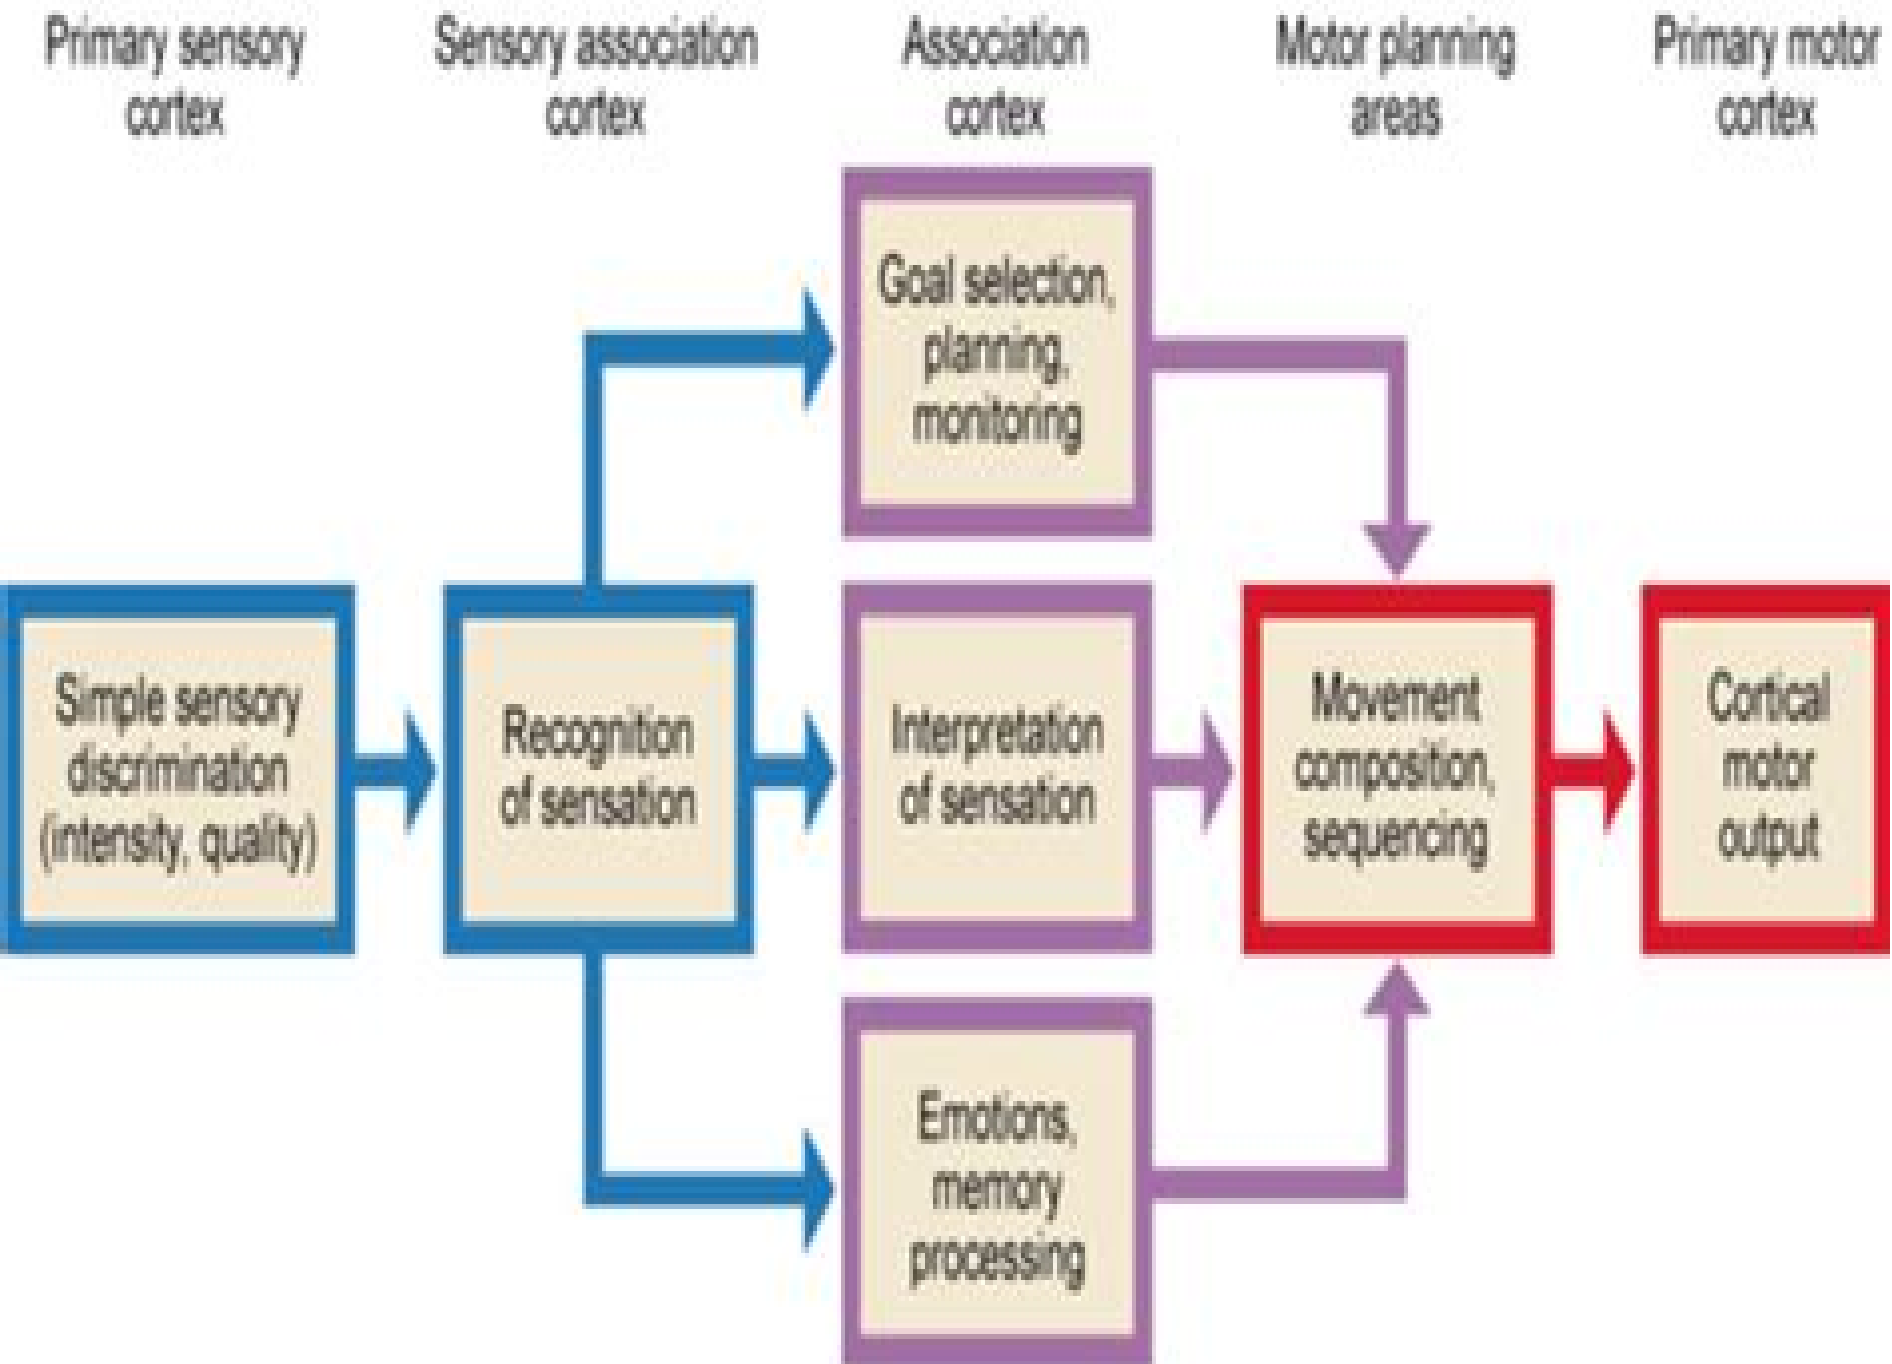 Primary sensory
cortex
Sensory association
cortex
Association
cortex
Motor planning
areas
Primary motor
cortex
Goal selection,
planning,
monitoring
Simple sensory
discrimination
(intensity, quality)
Recognition
of sensation
Interpretation
of sensation
Movement
composition,
sequencing
Cortical
motor
output
Emotions,
memory
processing